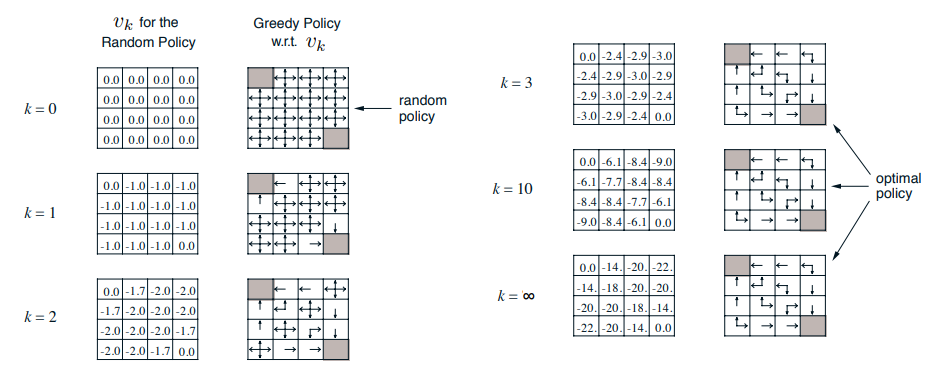 vk for the
Random Policy
Greedy Policy
w.r.t. vk
k = 0
0.0 0.0 0.0 0.0
0.0 0.0 0.0 0.0
0.0 0.0 0.0 0.0
0.0 0.0 0.0 0.0
random
policy
k = 1
0.0 -1.0 -1.0 -1.0
-1.0 -1.0 -1.0 -1.0
-1.0 -1.0 -1.0 -1.0
-1.0 -1.0 -1.0 0.0
k = 2
0.0 -1.7 -2.0 -2.0
-1.7 -2.0 -2.0 -2.0
-2.0 -2.0 -2.0 -1.7
-2.0 -2.0 -1.7 0.0
k = 3
0.0 -2.4 -2.9 -3.0
-2.4 -2.9 -3.0 -2.9
-2.9 -3.0 -2.9 -2.4
-3.0 -2.9 -2.4 0.0
k = 10
0.0 -6.1 -8.4 -9.0
-6.1 -7.7 -8.4 -8.4
-8.4 -8.4 -7.7 -6.1
-9.0 -8.4 -6.1 0.0
optimal
policy
k = ∞
0.0 -14. -20. -22.
-14. -18. -20. -20.
-20. -20. -18. -14.
-22. -20. -14. 0.0